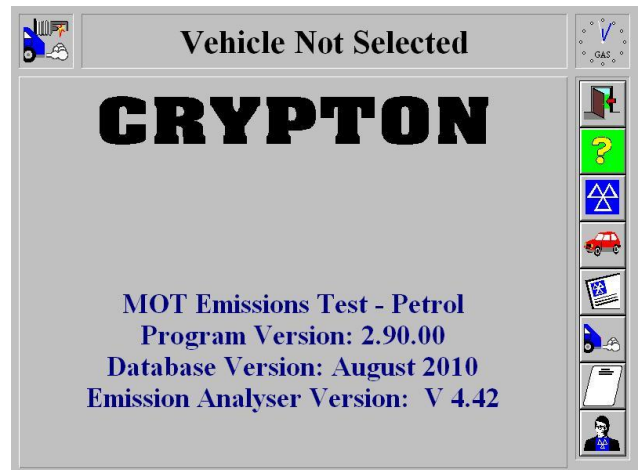 Vehicle Not Selected
GAS
CRYPTON
?
MOT Emissions Test - Petrol
Program Version: 2.90.00
Database Version: August 2010
Emission Analyser Version: V 4.42